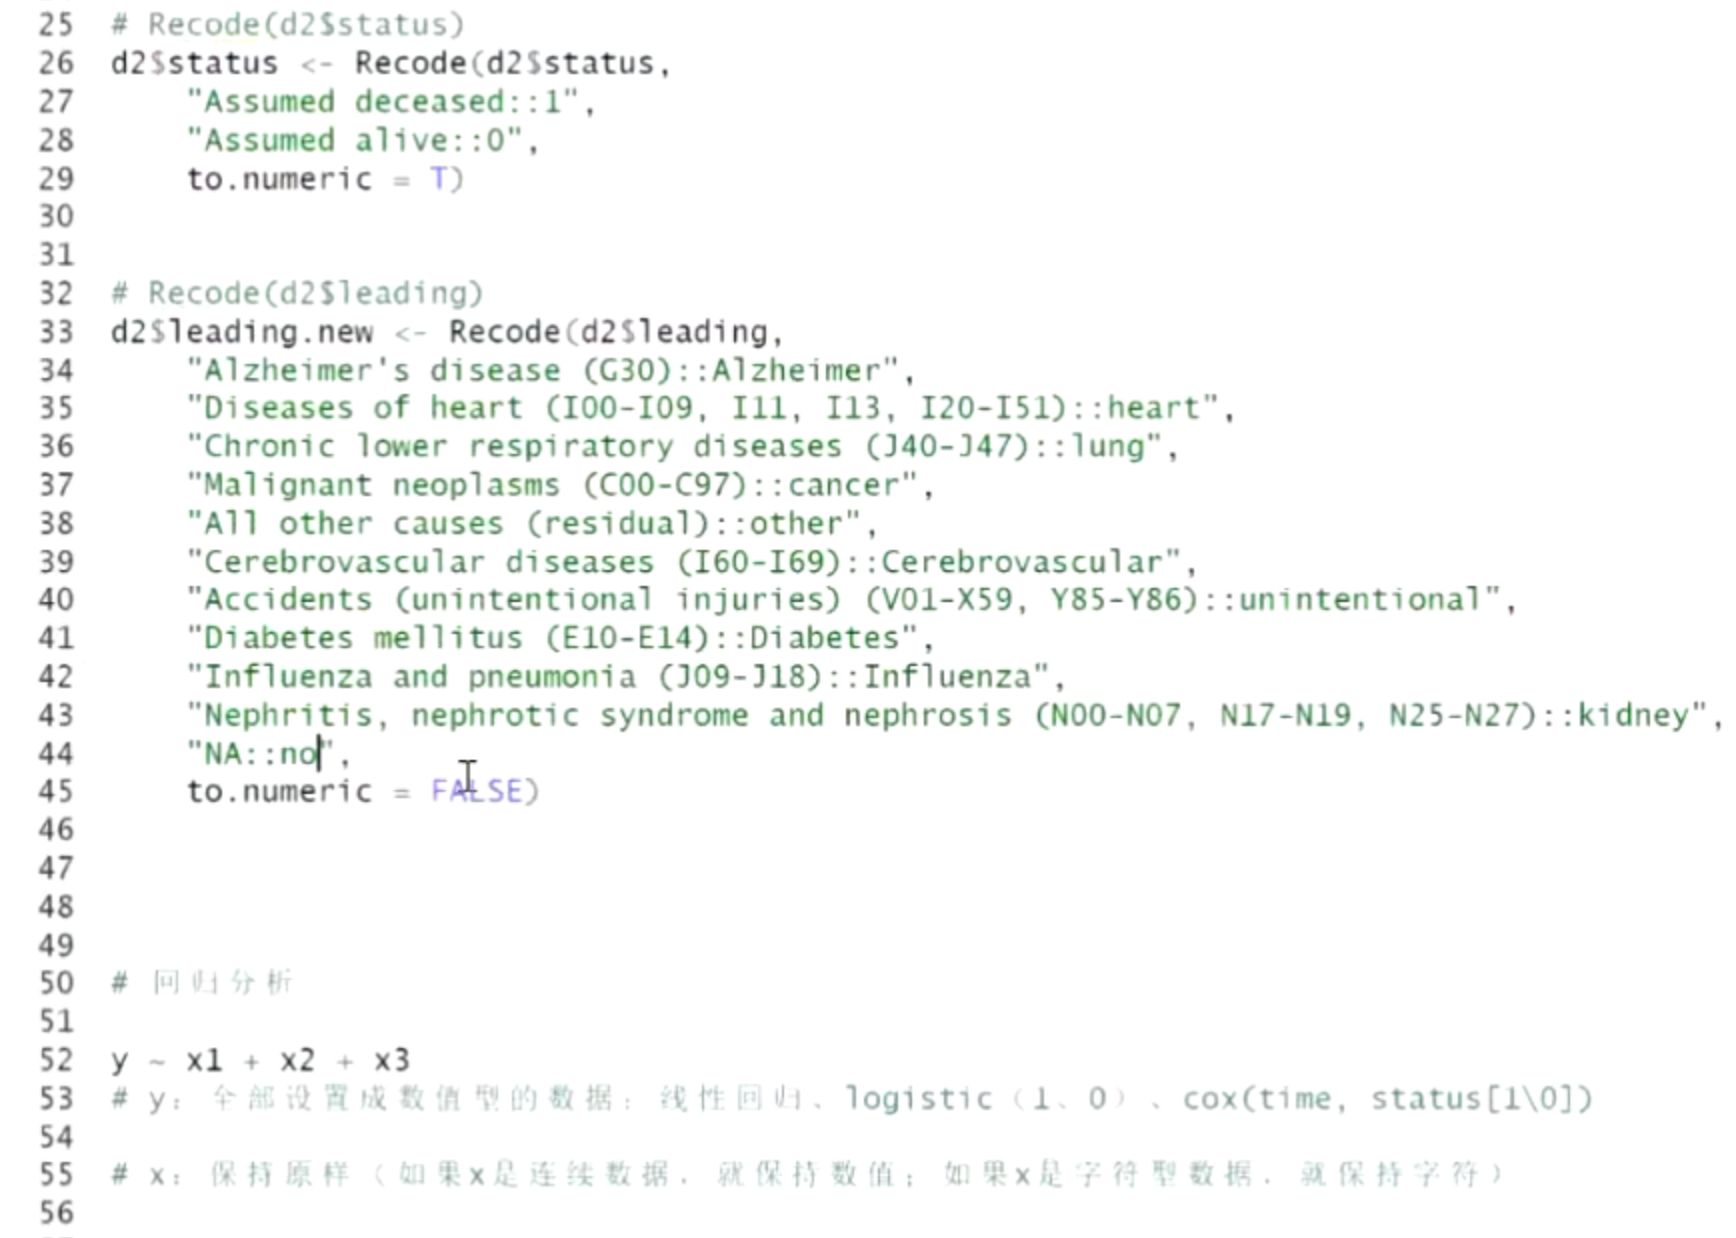 25 # Recode(d2$status)
26 d2$status <- Recode(d2$status,
27 "Assumed deceased::1",
28 "Assumed alive::0",
29 to.numeric = T)
30
31
32 # Recode(d2$leading)
33 d2$leading.new <- Recode(d2$leading,
34 "Alzheimer's disease (G30)::Alzheimer",
35 "Diseases of heart (I00-I09, I11, I13, I20-I51)::heart",
36 "Chronic lower respiratory diseases (J40-J47)::lung",
37 "Malignant neoplasms (C00-C97)::cancer",
38 "All other causes (residual)::other",
39 "Cerebrovascular diseases (I60-I69)::Cerebrovascular",
40 "Accidents (unintentional injuries) (V01-X59, Y85-Y86)::unintentional",
41 "Diabetes mellitus (E10-E14)::Diabetes",
42 "Influenza and pneumonia (J09-J18)::Influenza",
43 "Nephritis, nephrotic syndrome and nephrosis (N00-N07, N17-N19, N25-N27)::kidney",
44 "NA::no",
45 to.numeric = FALSE)
46
47
48
49
50 # 回归分析
51
52 y ~ x1 + x2 + x3
53 # y：全部设置成数值型的数据：线性回归、logistic（1、0）、cox(time, status[1\0])
54
55 # x：保持原样（如果x是连续数据，就保持数值；如果x是字符型数据，就保持字符）
56